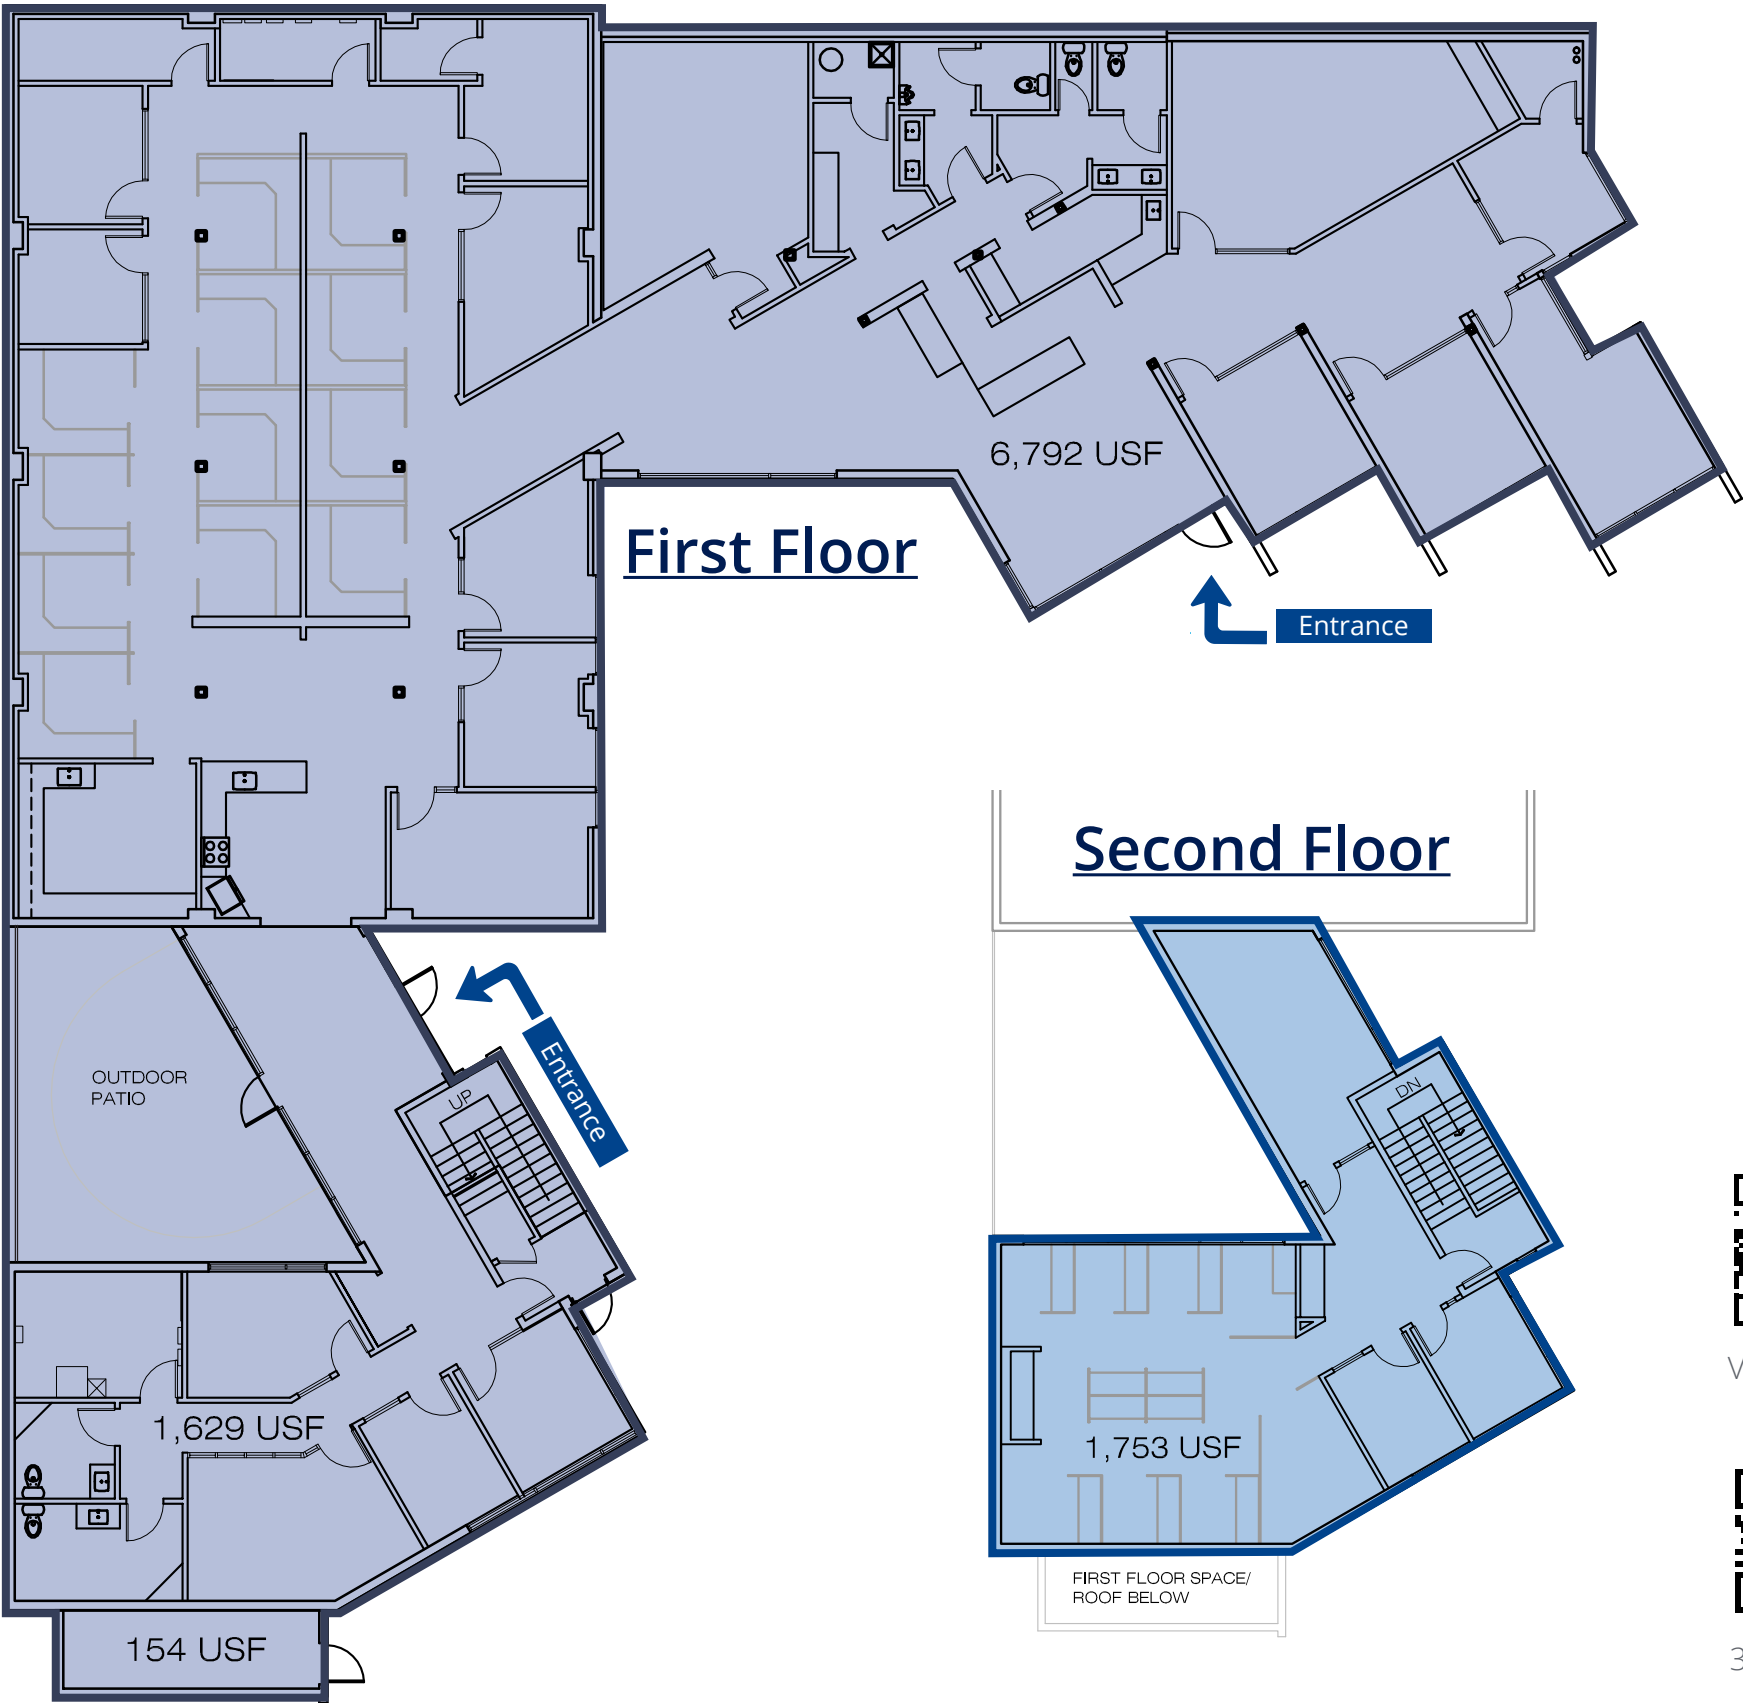 6,792 USF
First Floor
Entrance
Second Floor
OUTDOOR
PATIO
UP
Entrance
DN
1,629 USF
1,753 USF
FIRST FLOOR SPACE/
ROOF BELOW
154 USF
V
3